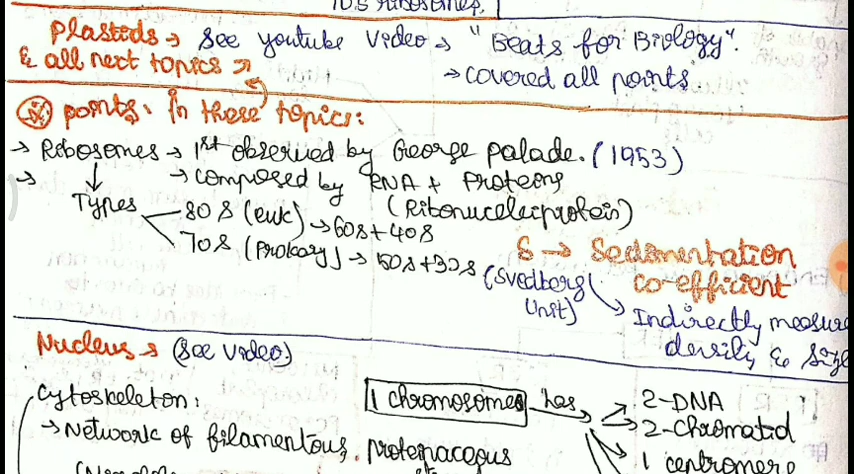 10s ribosomes.
Plastids → See youtube Video → "Beats for Biology".
& all next topics → → covered all points
points: In these topics:
→ Ribosomes → 1st observed by George palade. (1953)
→ → composed by RNA + Proteins
Types (Ribonucleciprotein)
80S (euk) → 60s + 40s
70s (Prokary) → 50s + 30s
S → Sedimentation
co-efficient
(Svedberg
Unit)
→ Indirectly measure
density & size
Nucleus → (See video)
Cytoskeleton:
→ Network of filamentous. proteinaceous
1 chromosomes has 2-DNA
2-Chromatid
1 centromere